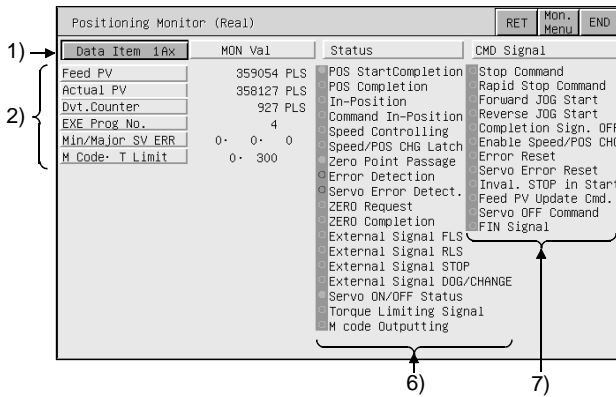 Positioning Monitor (Real)
RET
Mon. Menu
END
1)
Data Item 1Ax
MON Val
Status
CMD Signal
2)
Feed PV 359054 PLS
Actual PV 358127 PLS
Dvt.Counter 927 PLS
EXE Prog No. 4
Min/Major SV ERR 0· 0· 0
M Code· T Limit 0· 300
POS StartCompletion
POS Completion
In-Position
Command In-Position
Speed Controlling
Speed/POS CHG Latch
Zero Point Passage
Error Detection
Servo Error Detect.
ZERO Request
ZERO Completion
External Signal FLS
External Signal RLS
External Signal STOP
External Signal DOG/CHANGE
Servo ON/OFF Status
Torque Limiting Signal
M code Outputting
Stop Command
Rapid Stop Command
Forward JOG Start
Reverse JOG Start
Completion Sign. OFF
Enable Speed/POS CHG
Error Reset
Servo Error Reset
Inval. STOP in Start
Feed PV Update Cmd.
Servo OFF Command
FIN Signal
6)
7)